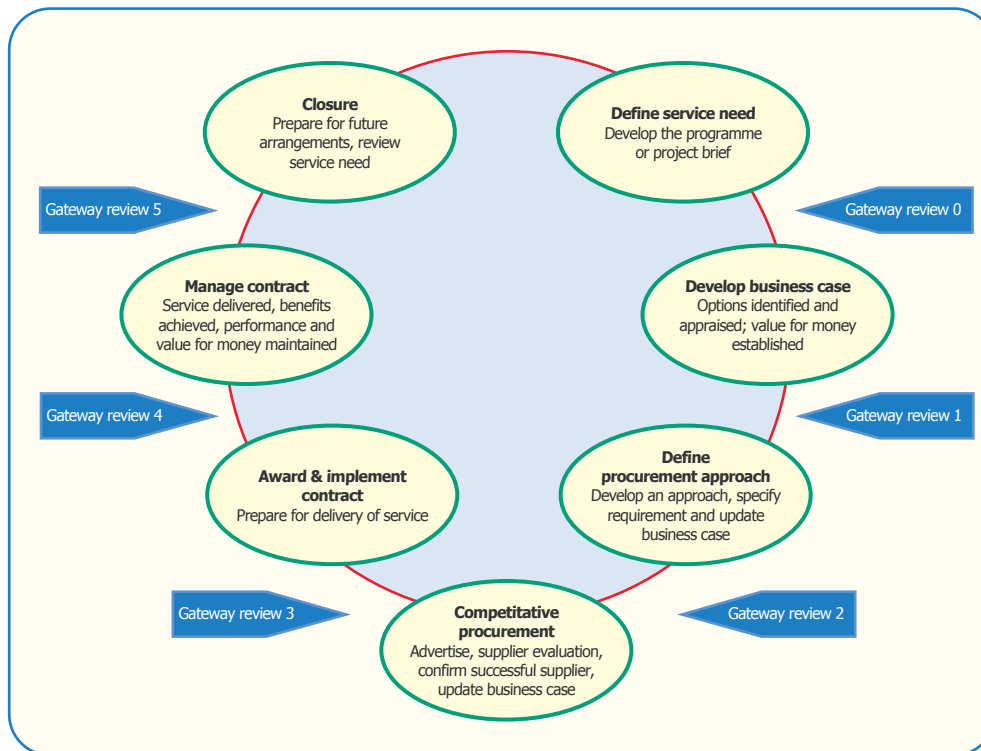 Closure
Prepare for future
arrangements, review
service need
Define service need
Develop the programme
or project brief
Gateway review 5
Gateway review 0
Manage contract
Service delivered, benefits
achieved, performance and
value for money maintained
Develop business case
Options identified and
appraised; value for money
established
Gateway review 4
Gateway review 1
Award & implement
contract
Prepare for delivery of service
Define
procurement approach
Develop an approach, specify
requirement and update
business case
Gateway review 3
Gateway review 2
Competitative
procurement
Advertise, supplier evaluation,
confirm successful supplier,
update business case